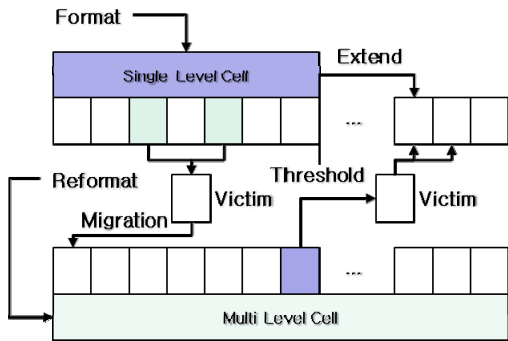 Format
Single Level Cell
Extend
...
Reformat
Victim
Threshold
Victim
Migration
...
Multi Level Cell